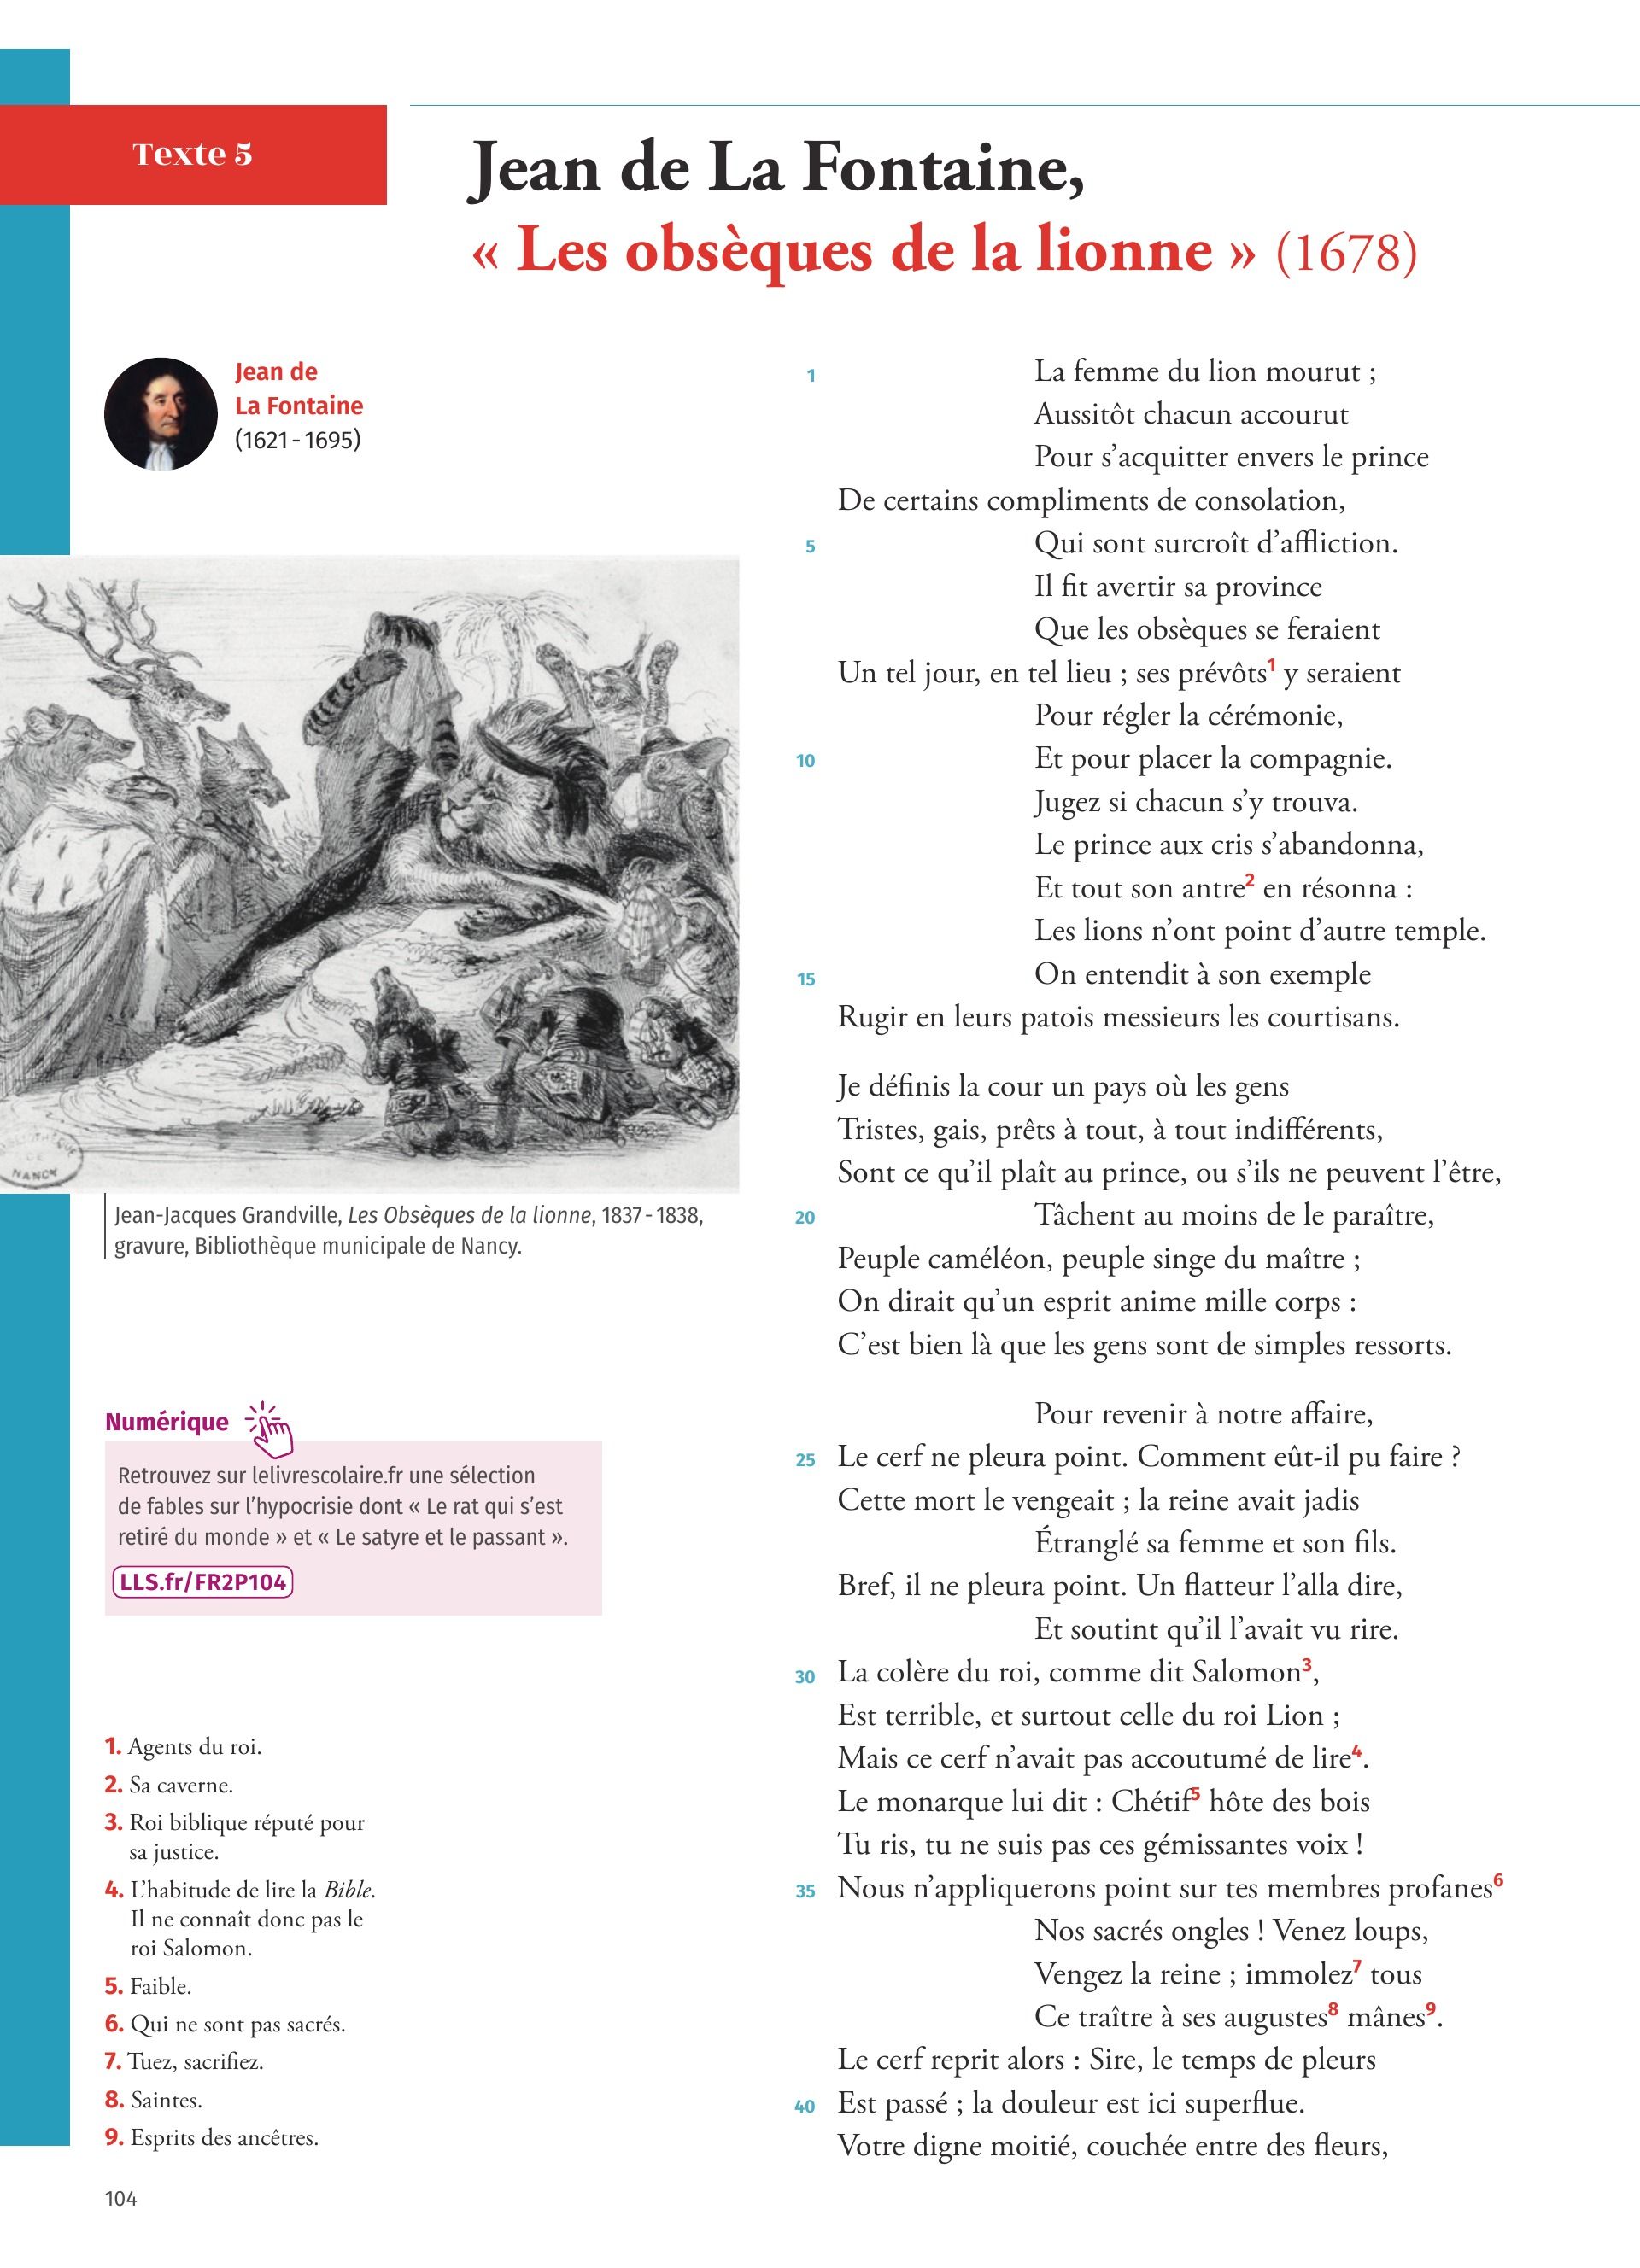 Texte 5
Jean de La Fontaine,
« Les obsèques de la lionne » (1678)
Jean de
La Fontaine
(1621 - 1695)
BIBLIOTHÈQUE
DE
NANCY
Jean-Jacques Grandville, Les Obsèques de la lionne, 1837 - 1838,
gravure, Bibliothèque municipale de Nancy.
Numérique
Retrouvez sur lelivrescolaire.fr une sélection
de fables sur l’hypocrisie dont « Le rat qui s’est
retiré du monde » et « Le satyre et le passant ».
LLS.fr/FR2P104
1. Agents du roi.
2. Sa caverne.
3. Roi biblique réputé pour
sa justice.
4. L’habitude de lire la Bible.
Il ne connaît donc pas le
roi Salomon.
5. Faible.
6. Qui ne sont pas sacrés.
7. Tuez, sacrifiez.
8. Saintes.
9. Esprits des ancêtres.
1 La femme du lion mourut ;
Aussitôt chacun accourut
Pour s’acquitter envers le prince
De certains compliments de consolation,
5 Qui sont surcroît d’affliction.
Il fit avertir sa province
Que les obsèques se feraient
Un tel jour, en tel lieu ; ses prévôts1 y seraient
Pour régler la cérémonie,
10 Et pour placer la compagnie.
Jugez si chacun s’y trouva.
Le prince aux cris s’abandonna,
Et tout son antre2 en résonna :
Les lions n’ont point d’autre temple.
15 On entendit à son exemple
Rugir en leurs patois messieurs les courtisans.
Je définis la cour un pays où les gens
Tristes, gais, prêts à tout, à tout indifférents,
Sont ce qu’il plaît au prince, ou s’ils ne peuvent l’être,
20 Tâchent au moins de le paraître,
Peuple caméléon, peuple singe du maître ;
On dirait qu’un esprit anime mille corps :
C’est bien là que les gens sont de simples ressorts.
Pour revenir à notre affaire,
25 Le cerf ne pleura point. Comment eût-il pu faire ?
Cette mort le vengeait ; la reine avait jadis
Étranglé sa femme et son fils.
Bref, il ne pleura point. Un flatteur l’alla dire,
Et soutint qu’il l’avait vu rire.
30 La colère du roi, comme dit Salomon3,
Est terrible, et surtout celle du roi Lion ;
Mais ce cerf n’avait pas accoutumé de lire4.
Le monarque lui dit : Chétif5 hôte des bois
Tu ris, tu ne suis pas ces gémissantes voix !
35 Nous n’appliquerons point sur tes membres profanes6
Nos sacrés ongles ! Venez loups,
Vengez la reine ; immolez7 tous
Ce traître à ses augustes8 mânes9.
Le cerf reprit alors : Sire, le temps de pleurs
40 Est passé ; la douleur est ici superflue.
Votre digne moitié, couchée entre des fleurs,
104